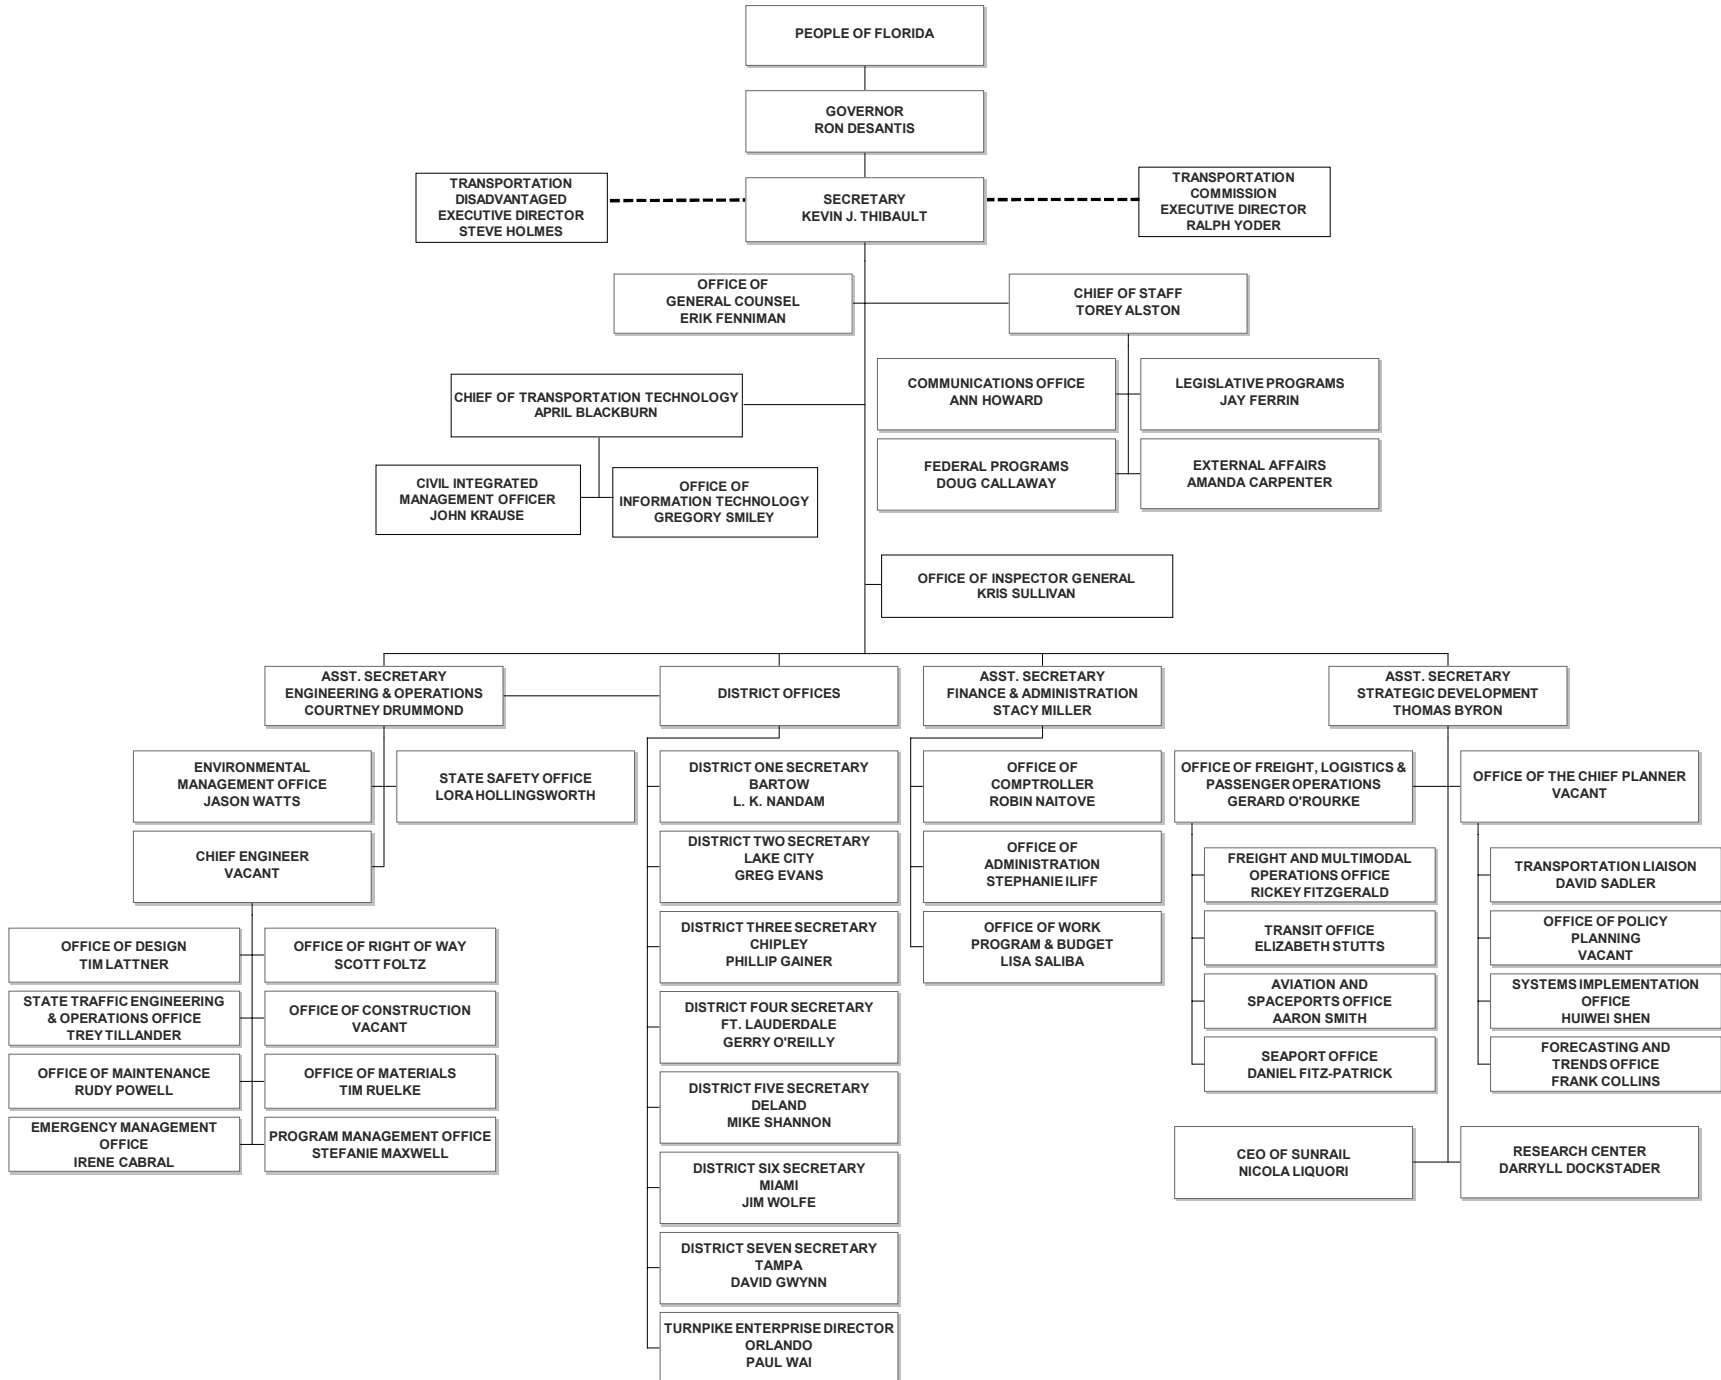 PEOPLE OF FLORIDA
GOVERNOR
RON DESANTIS
TRANSPORTATION
DISADVANTAGED
EXECUTIVE DIRECTOR
STEVE HOLMES
SECRETARY
KEVIN J. THIBAULT
TRANSPORTATION
COMMISSION
EXECUTIVE DIRECTOR
RALPH YODER
OFFICE OF
GENERAL COUNSEL
ERIK FENNIMAN
CHIEF OF STAFF
TOREY ALSTON
COMMUNICATIONS OFFICE
ANN HOWARD
LEGISLATIVE PROGRAMS
JAY FERRIN
CHIEF OF TRANSPORTATION TECHNOLOGY
APRIL BLACKBURN
FEDERAL PROGRAMS
DOUG CALLAWAY
EXTERNAL AFFAIRS
AMANDA CARPENTER
CIVIL INTEGRATED
MANAGEMENT OFFICER
JOHN KRAUSE
OFFICE OF
INFORMATION TECHNOLOGY
GREGORY SMILEY
OFFICE OF INSPECTOR GENERAL
KRIS SULLIVAN
ASST. SECRETARY
ENGINEERING & OPERATIONS
COURTNEY DRUMMOND
DISTRICT OFFICES
ASST. SECRETARY
FINANCE & ADMINISTRATION
STACY MILLER
ASST. SECRETARY
STRATEGIC DEVELOPMENT
THOMAS BYRON
ENVIRONMENTAL
MANAGEMENT OFFICE
JASON WATTS
STATE SAFETY OFFICE
LORA HOLLINGSWORTH
CHIEF ENGINEER
VACANT
OFFICE OF DESIGN
TIM LATTNER
OFFICE OF RIGHT OF WAY
SCOTT FOLTZ
STATE TRAFFIC ENGINEERING
& OPERATIONS OFFICE
TREY TILLANDER
OFFICE OF CONSTRUCTION
VACANT
OFFICE OF MAINTENANCE
RUDY POWELL
OFFICE OF MATERIALS
TIM RUELKE
EMERGENCY MANAGEMENT
OFFICE
IRENE CABRAL
PROGRAM MANAGEMENT OFFICE
STEFANIE MAXWELL
DISTRICT ONE SECRETARY
BARTOW
L. K. NANDAM
DISTRICT TWO SECRETARY
LAKE CITY
GREG EVANS
DISTRICT THREE SECRETARY
CHIPLEY
PHILLIP GAINER
DISTRICT FOUR SECRETARY
FT. LAUDERDALE
GERRY O'REILLY
DISTRICT FIVE SECRETARY
DELAND
MIKE SHANNON
DISTRICT SIX SECRETARY
MIAMI
JIM WOLFE
DISTRICT SEVEN SECRETARY
TAMPA
DAVID GWYNN
TURNPIKE ENTERPRISE DIRECTOR
ORLANDO
PAUL WAI
OFFICE OF
COMPTROLLER
ROBIN NAITOVE
OFFICE OF
ADMINISTRATION
STEPHANIE ILIFF
OFFICE OF WORK
PROGRAM & BUDGET
LISA SALIBA
OFFICE OF FREIGHT, LOGISTICS &
PASSENGER OPERATIONS
GERARD O'ROURKE
OFFICE OF THE CHIEF PLANNER
VACANT
FREIGHT AND MULTIMODAL
OPERATIONS OFFICE
RICKEY FITZGERALD
TRANSIT OFFICE
ELIZABETH STUTTS
AVIATION AND
SPACEPORTS OFFICE
AARON SMITH
SEAPORT OFFICE
DANIEL FITZ-PATRICK
TRANSPORTATION LIAISON
DAVID SADLER
OFFICE OF POLICY
PLANNING
VACANT
SYSTEMS IMPLEMENTATION
OFFICE
HUIWEI SHEN
FORECASTING AND
TRENDS OFFICE
FRANK COLLINS
CEO OF SUNRAIL
NICOLA LIQUORI
RESEARCH CENTER
DARRYLL DOCKSTADER